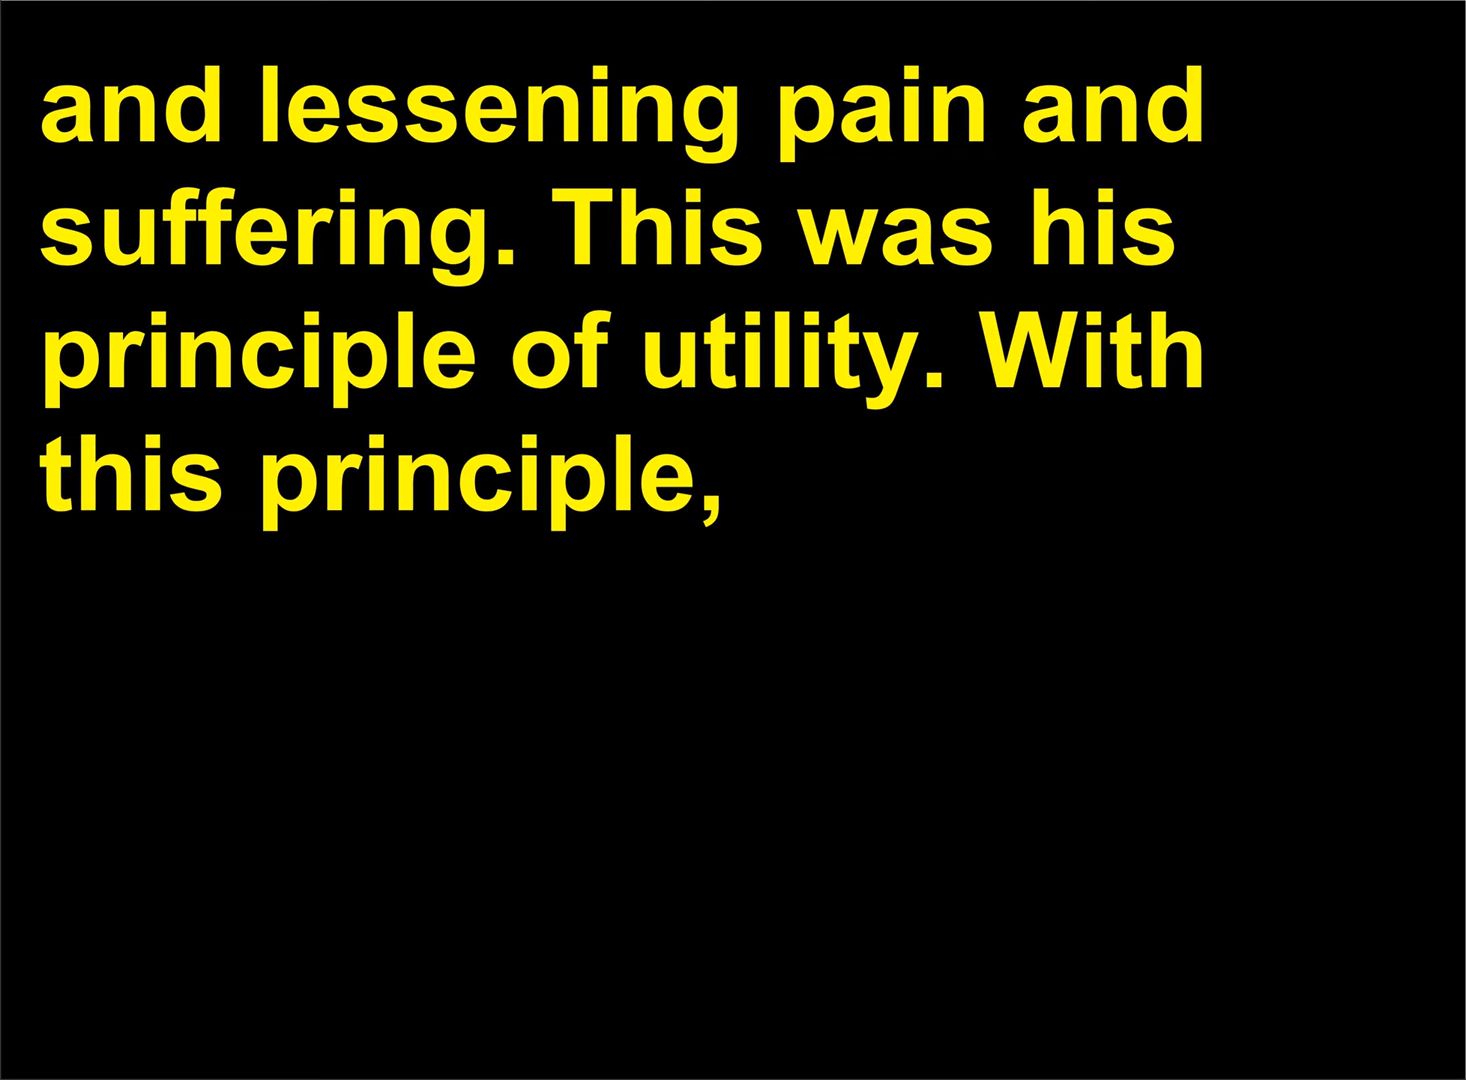 and lessening pain and
suffering. This was his
principle of utility. With
this principle,